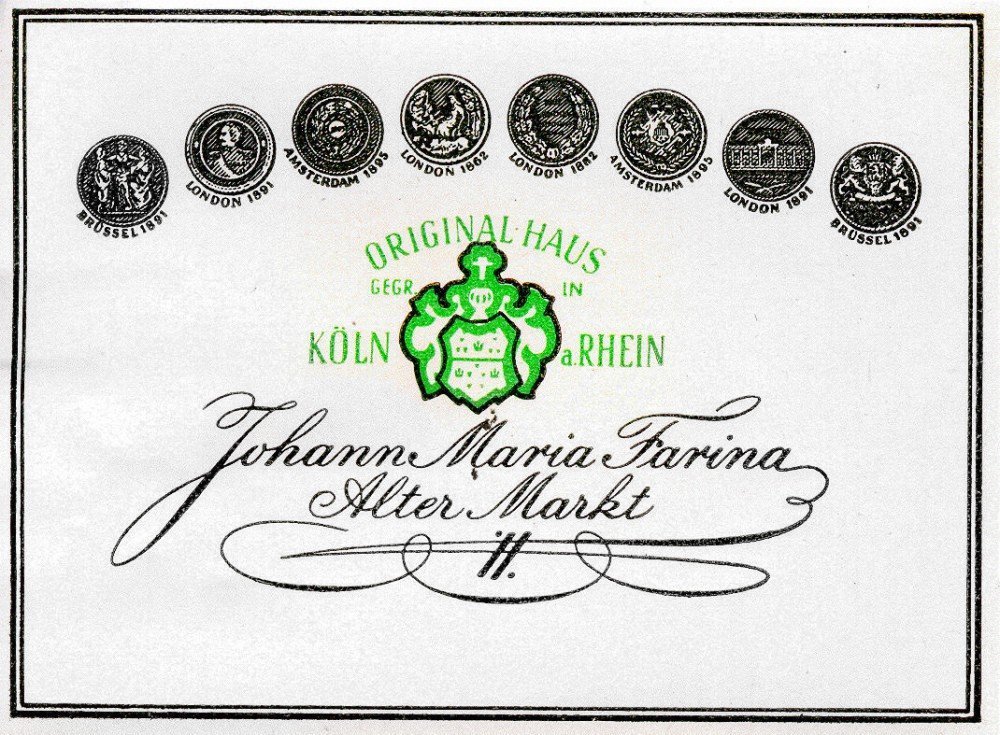 BRÜSSEL 1891
LONDON 1891
AMSTERDAM 1895
LONDON 1862
LONDON 1862
AMSTERDAM 1895
LONDON 1891
BRÜSSEL 1891
ORIGINAL-HAUS
GEGR. IN
KÖLN a.RHEIN
Johann Maria Farina
Alter Markt
11.